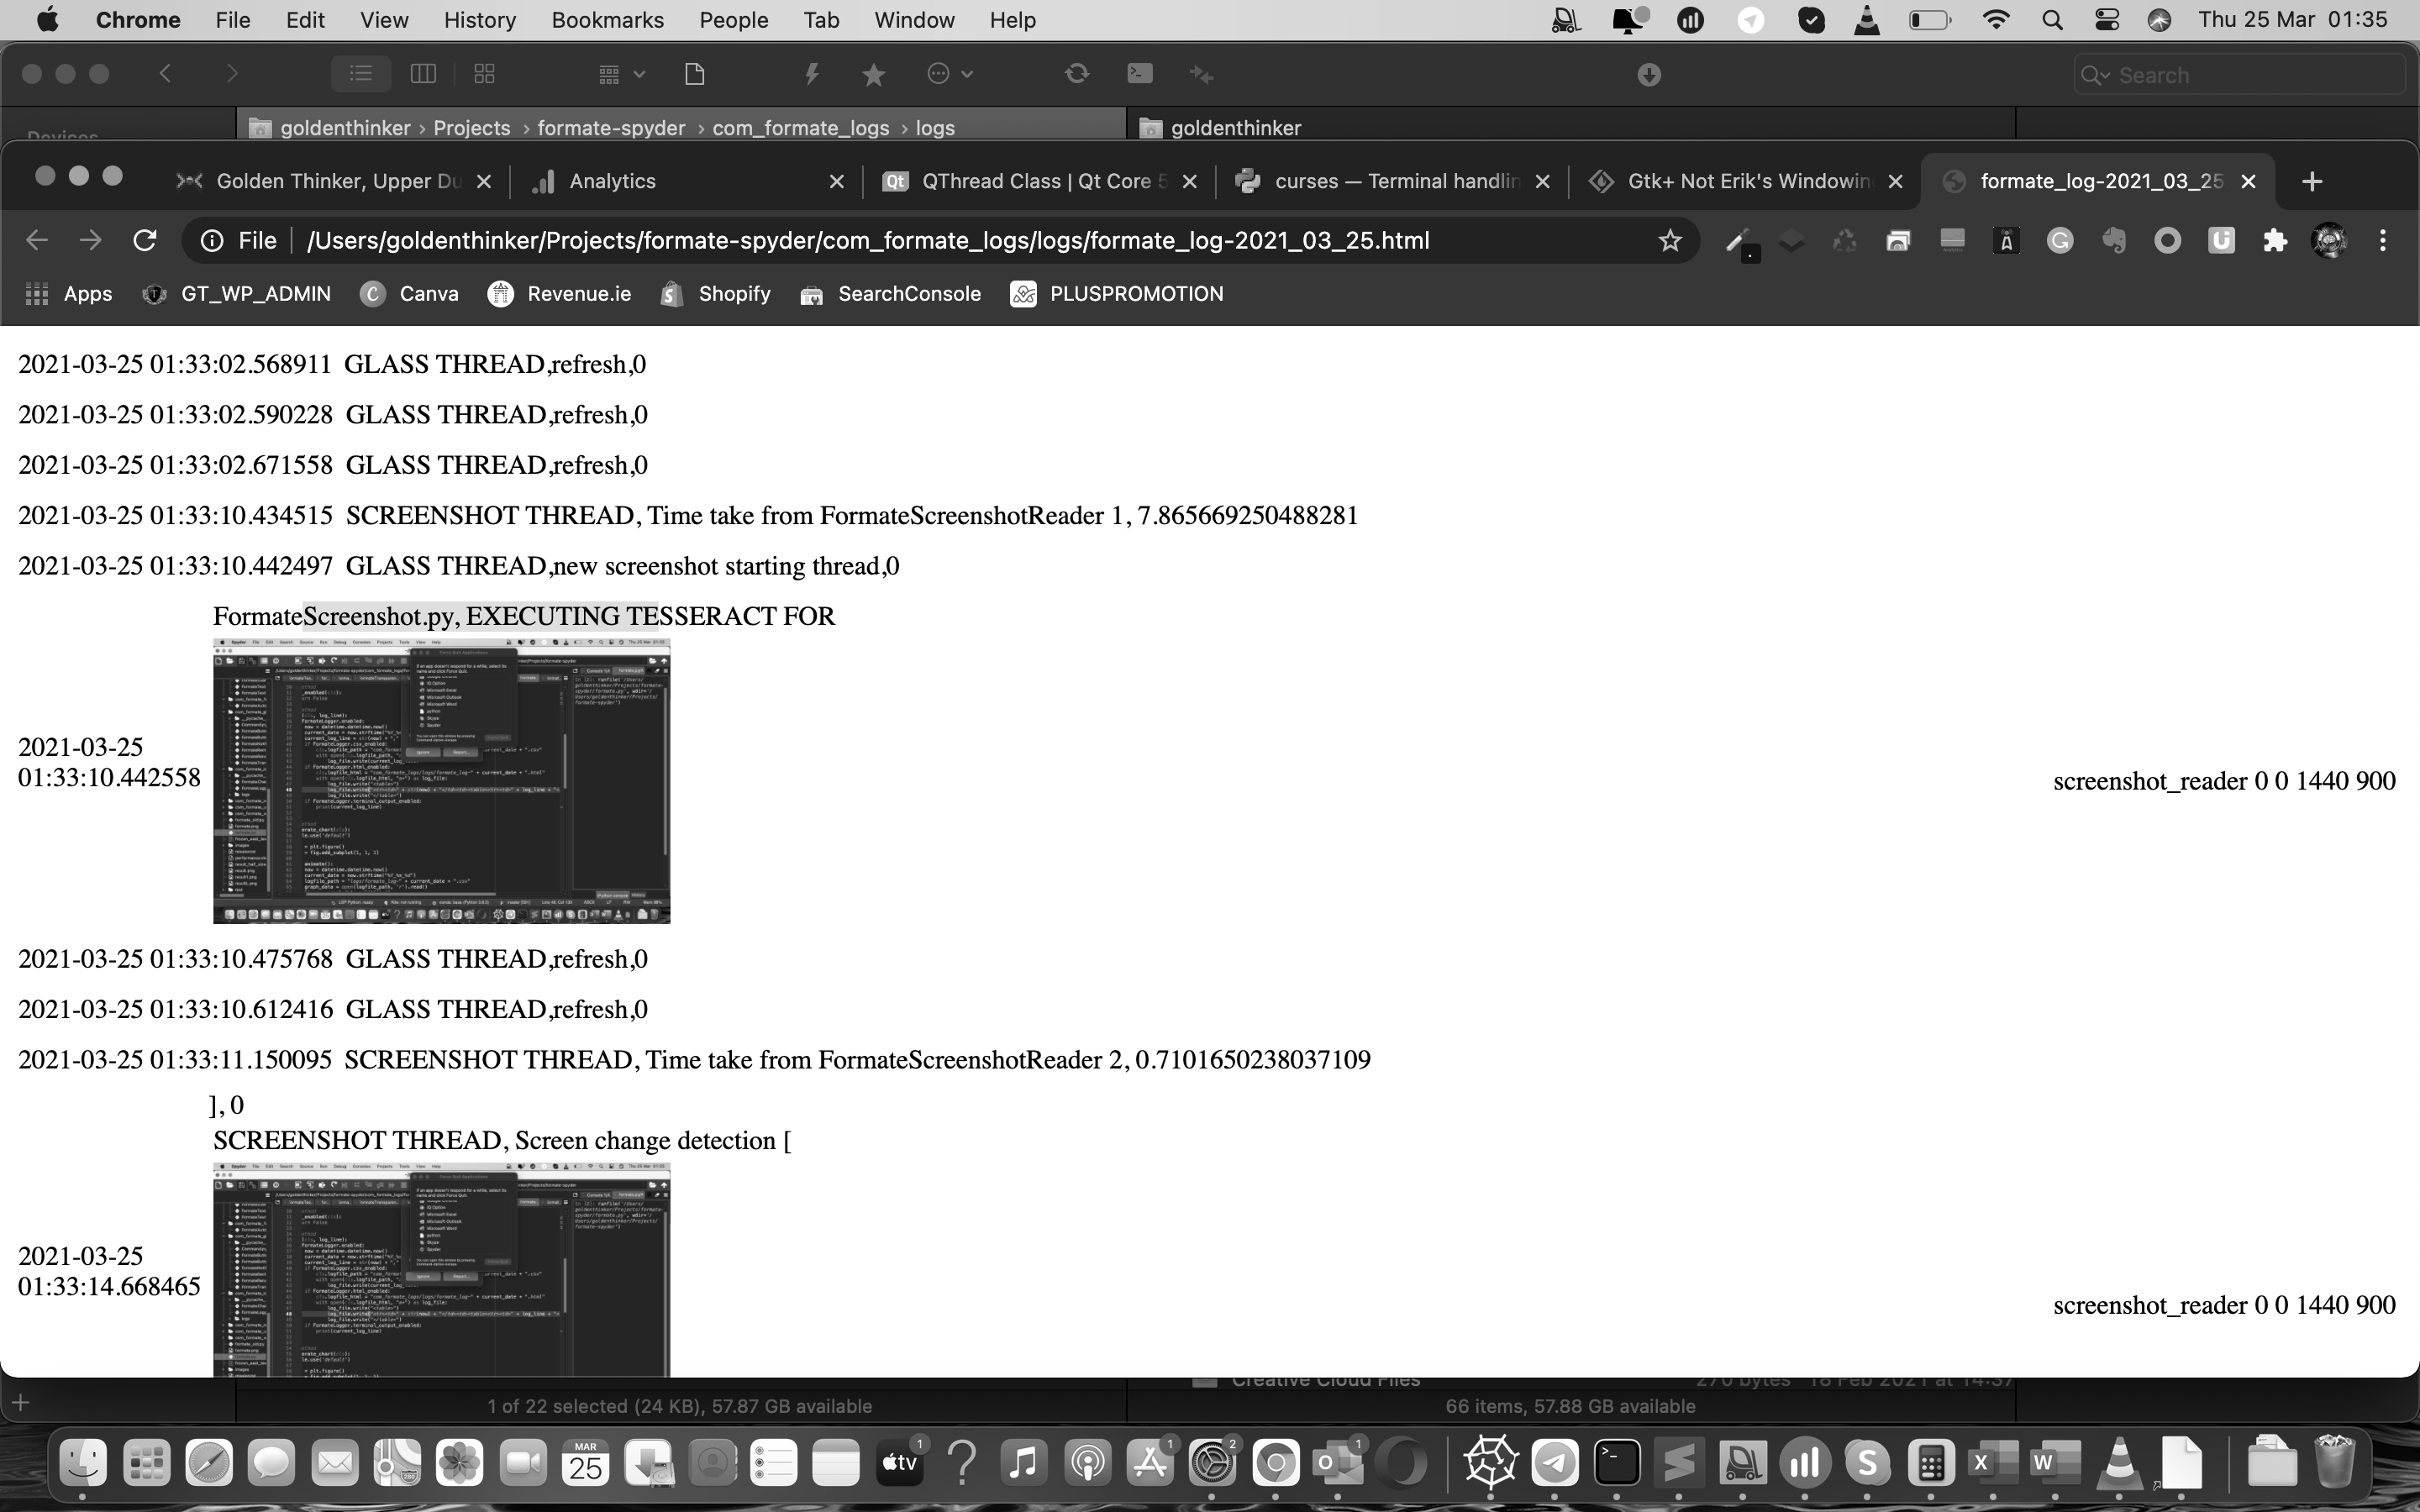 Chrome File Edit View History Bookmarks People Tab Window Help Thu 25 Mar 01:35
Search
Devices
goldenthinker › Projects › formate-spyder › com_formate_logs › logs
goldenthinker
Golden Thinker, Upper Du
Analytics
QThread Class | Qt Core 5
curses — Terminal handlin
Gtk+ Not Erik's Windowin
formate_log-2021_03_25
File /Users/goldenthinker/Projects/formate-spyder/com_formate_logs/logs/formate_log-2021_03_25.html
Apps GT_WP_ADMIN Canva Revenue.ie Shopify SearchConsole PLUSPROMOTION
2021-03-25 01:33:02.568911 GLASS THREAD,refresh,0
2021-03-25 01:33:02.590228 GLASS THREAD,refresh,0
2021-03-25 01:33:02.671558 GLASS THREAD,refresh,0
2021-03-25 01:33:10.434515 SCREENSHOT THREAD, Time take from FormateScreenshotReader 1, 7.865669250488281
2021-03-25 01:33:10.442497 GLASS THREAD,new screenshot starting thread,0
FormateScreenshot.py, EXECUTING TESSERACT FOR
2021-03-25
01:33:10.442558
screenshot_reader 0 0 1440 900
2021-03-25 01:33:10.475768 GLASS THREAD,refresh,0
2021-03-25 01:33:10.612416 GLASS THREAD,refresh,0
2021-03-25 01:33:11.150095 SCREENSHOT THREAD, Time take from FormateScreenshotReader 2, 0.7101650238037109
], 0
SCREENSHOT THREAD, Screen change detection [
2021-03-25
01:33:14.668465
screenshot_reader 0 0 1440 900
Creative Cloud Files 270 bytes 18 Feb 2021 at 14:37
1 of 22 selected (24 KB), 57.87 GB available
66 items, 57.88 GB available
MAR
25
tv